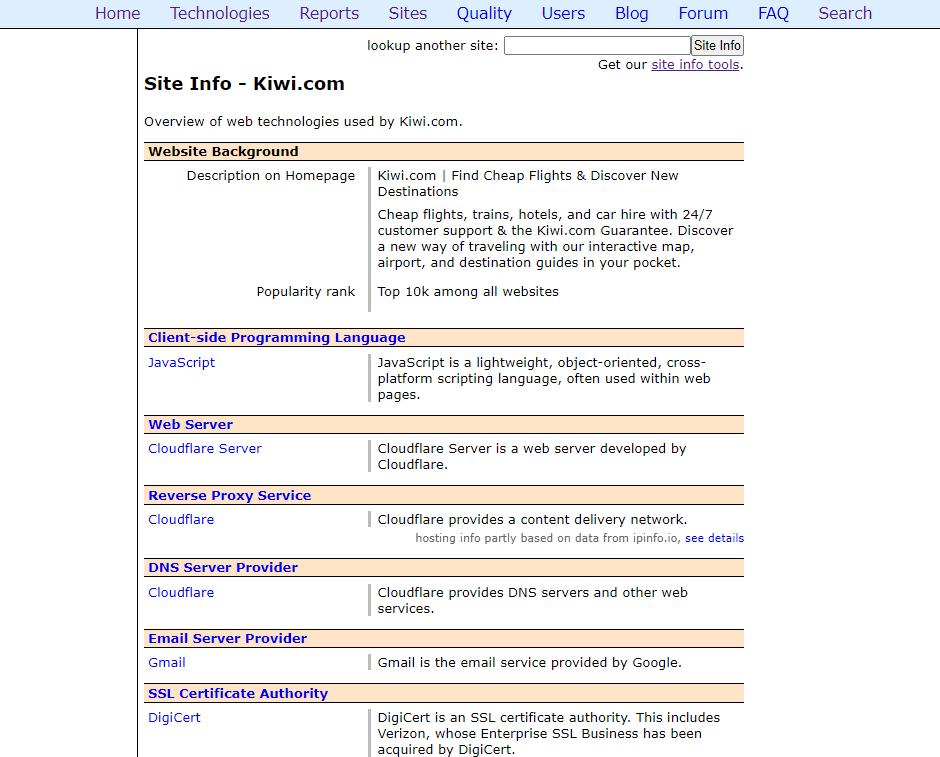 Home Technologies Reports Sites Quality Users Blog Forum FAQ Search
lookup another site: Site Info
Get our site info tools.
Site Info - Kiwi.com
Overview of web technologies used by Kiwi.com.
Website Background
Description on Homepage Kiwi.com | Find Cheap Flights & Discover New
Destinations
Cheap flights, trains, hotels, and car hire with 24/7
customer support & the Kiwi.com Guarantee. Discover
a new way of traveling with our interactive map,
airport, and destination guides in your pocket.
Popularity rank Top 10k among all websites
Client-side Programming Language
JavaScript JavaScript is a lightweight, object-oriented, cross-
platform scripting language, often used within web
pages.
Web Server
Cloudflare Server Cloudflare Server is a web server developed by
Cloudflare.
Reverse Proxy Service
Cloudflare Cloudflare provides a content delivery network.
hosting info partly based on data from ipinfo.io, see details
DNS Server Provider
Cloudflare Cloudflare provides DNS servers and other web
services.
Email Server Provider
Gmail Gmail is the email service provided by Google.
SSL Certificate Authority
DigiCert DigiCert is an SSL certificate authority. This includes
Verizon, whose Enterprise SSL Business has been
acquired by DigiCert.